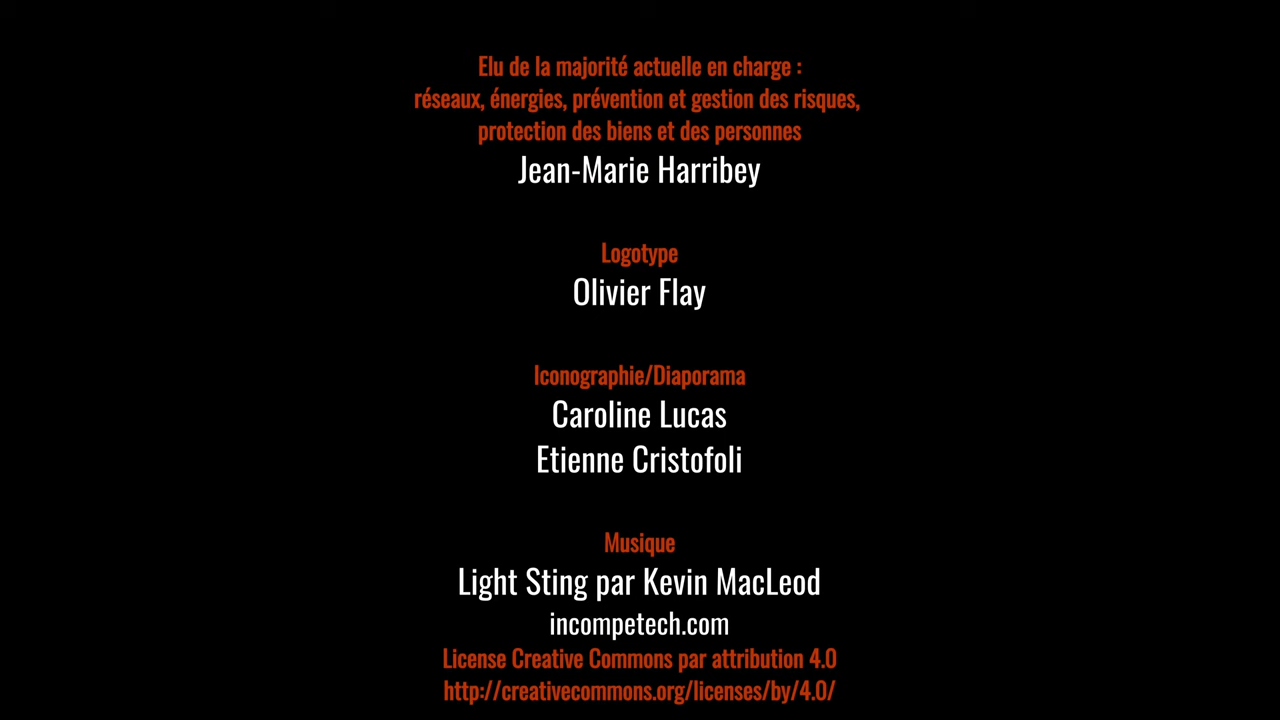 Elu de la majorité actuelle en charge :
réseaux, énergies, prévention et gestion des risques,
protection des biens et des personnes
Jean-Marie Harribey
Logotype
Olivier Flay
Iconographie/Diaporama
Caroline Lucas
Etienne Cristofoli
Musique
Light Sting par Kevin MacLeod
incompetech.com
License Creative Commons par attribution 4.0
http://creativecommons.org/licenses/by/4.0/